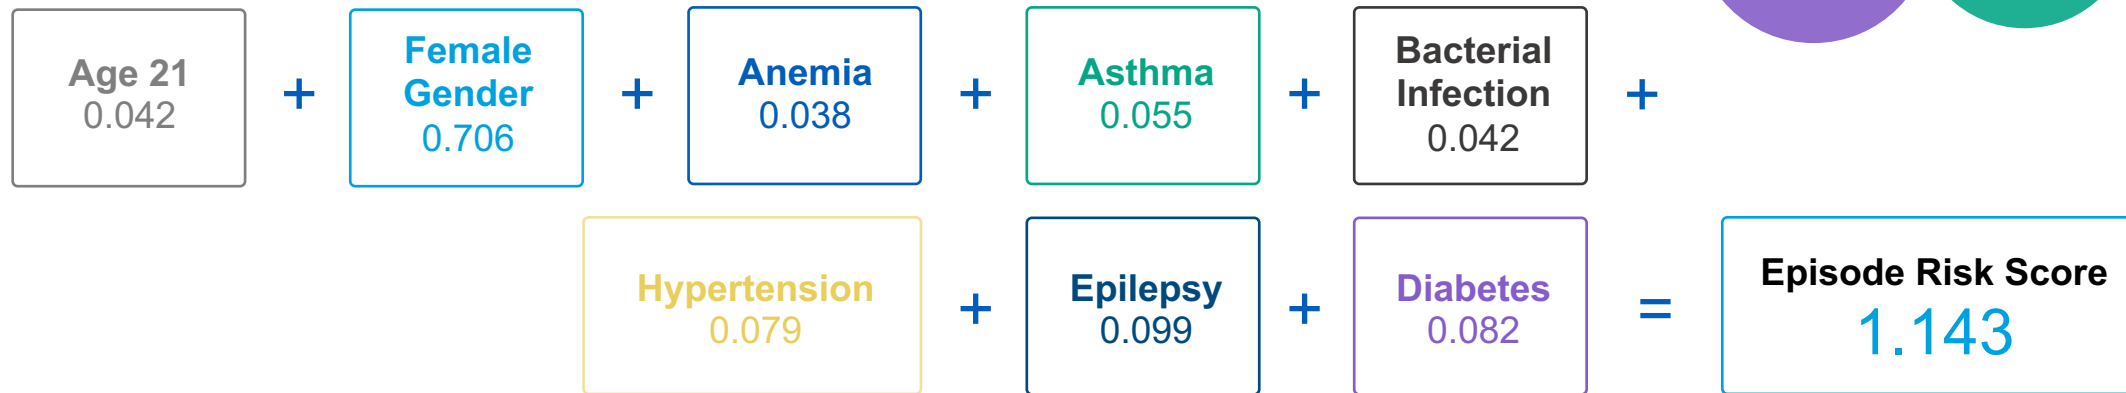 Age 21
0.042
+
Female
Gender
0.706
+
Anemia
0.038
+
Asthma
0.055
+
Bacterial
Infection
0.042
+
Hypertension
0.079
+
Epilepsy
0.099
+
Diabetes
0.082
=
Episode Risk Score
1.143